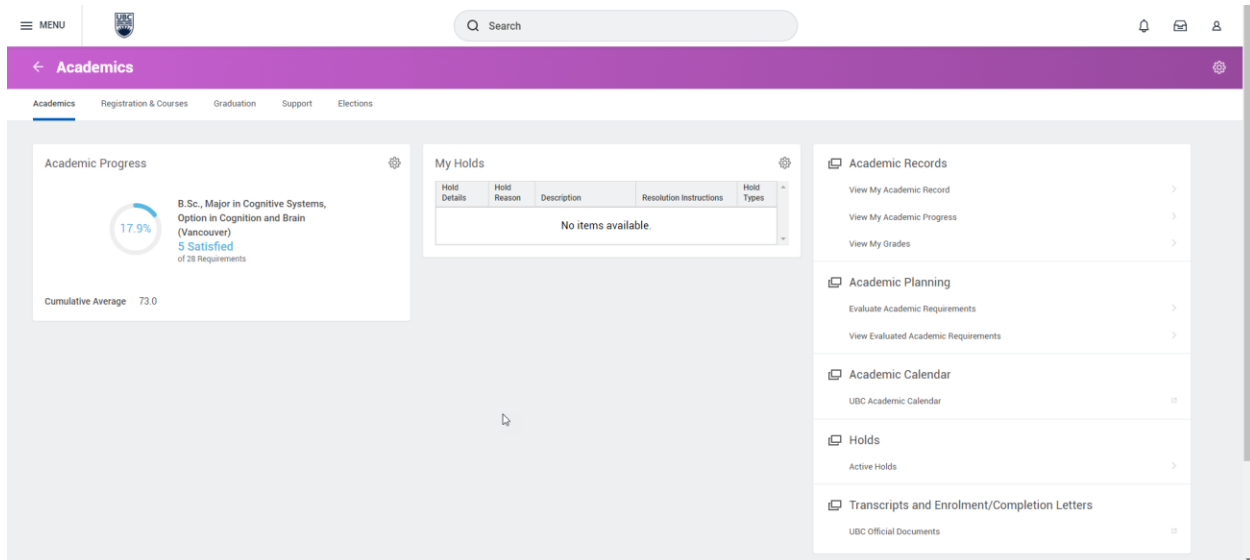 MENU
UBC
Search
Academics
Academics Registration & Courses Graduation Support Elections
Academic Progress
17.9%
B.Sc., Major in Cognitive Systems,
Option in Cognition and Brain
(Vancouver)
5 Satisfied
of 28 Requirements
Cumulative Average 73.0
My Holds
Hold Details
Hold Reason
Description
Resolution Instructions
Hold Types
No items available.
Academic Records
View My Academic Record
View My Academic Progress
View My Grades
Academic Planning
Evaluate Academic Requirements
View Evaluated Academic Requirements
Academic Calendar
UBC Academic Calendar
Holds
Active Holds
Transcripts and Enrolment/Completion Letters
UBC Official Documents